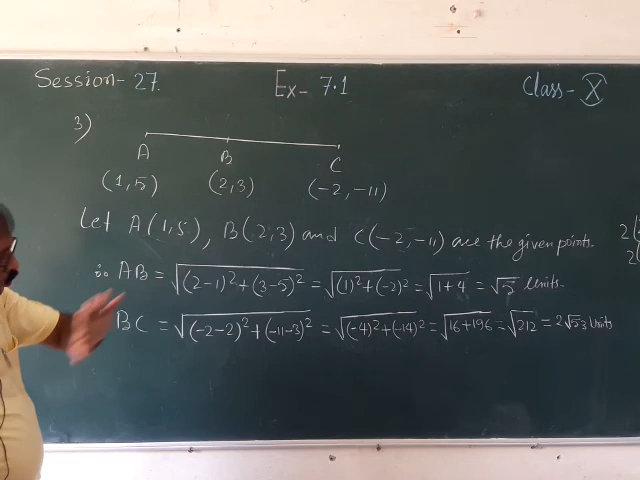 Session-27. Ex-7.1 Class-X
3)
A B C
(1,5) (2,3) (-2,-11)
Let A(1,5), B(2,3) and C(-2,-11) are the given points.
∴ AB = √(2-1)²+(3-5)² = √(1)²+(-2)² = √1+4 = √5 Units.
BC = √(-2-2)²+(-11-3)² = √(-4)²+(-14)² = √16+196 = √212 = 2√53 Units